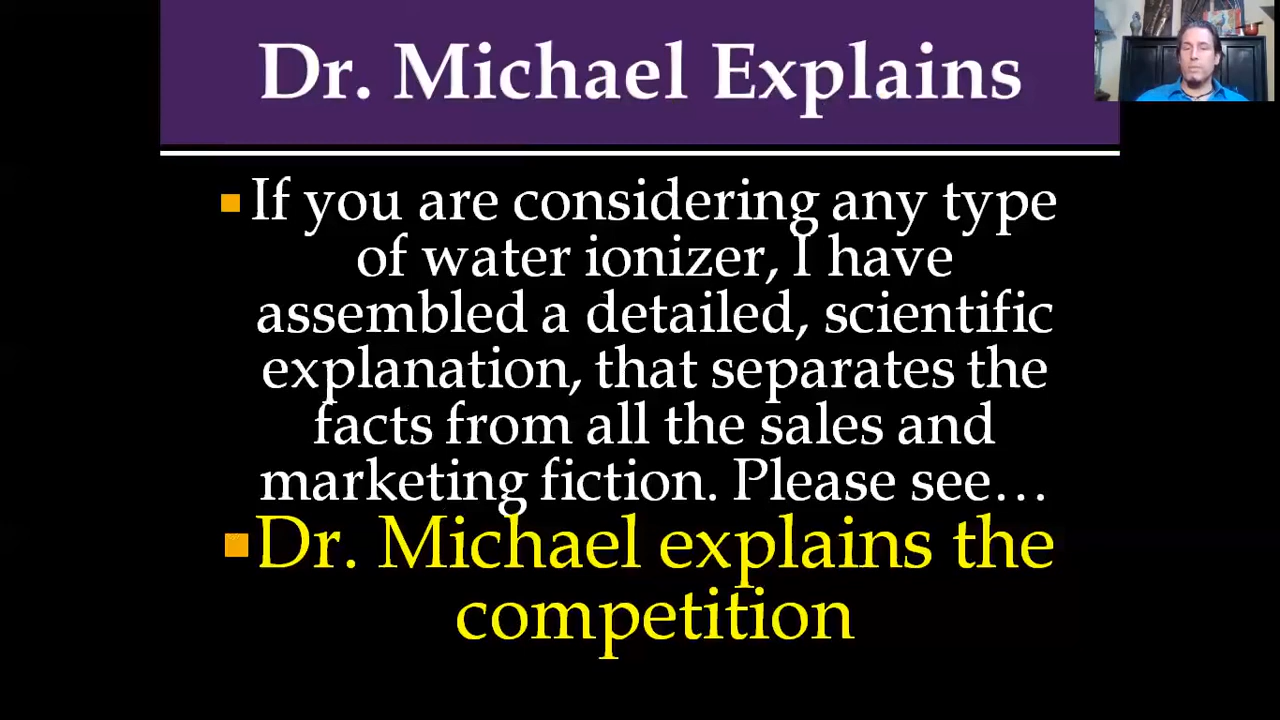 Dr. Michael Explains
If you are considering any type
of water ionizer, I have
assembled a detailed, scientific
explanation, that separates the
facts from all the sales and
marketing fiction. Please see…
Dr. Michael explains the
competition